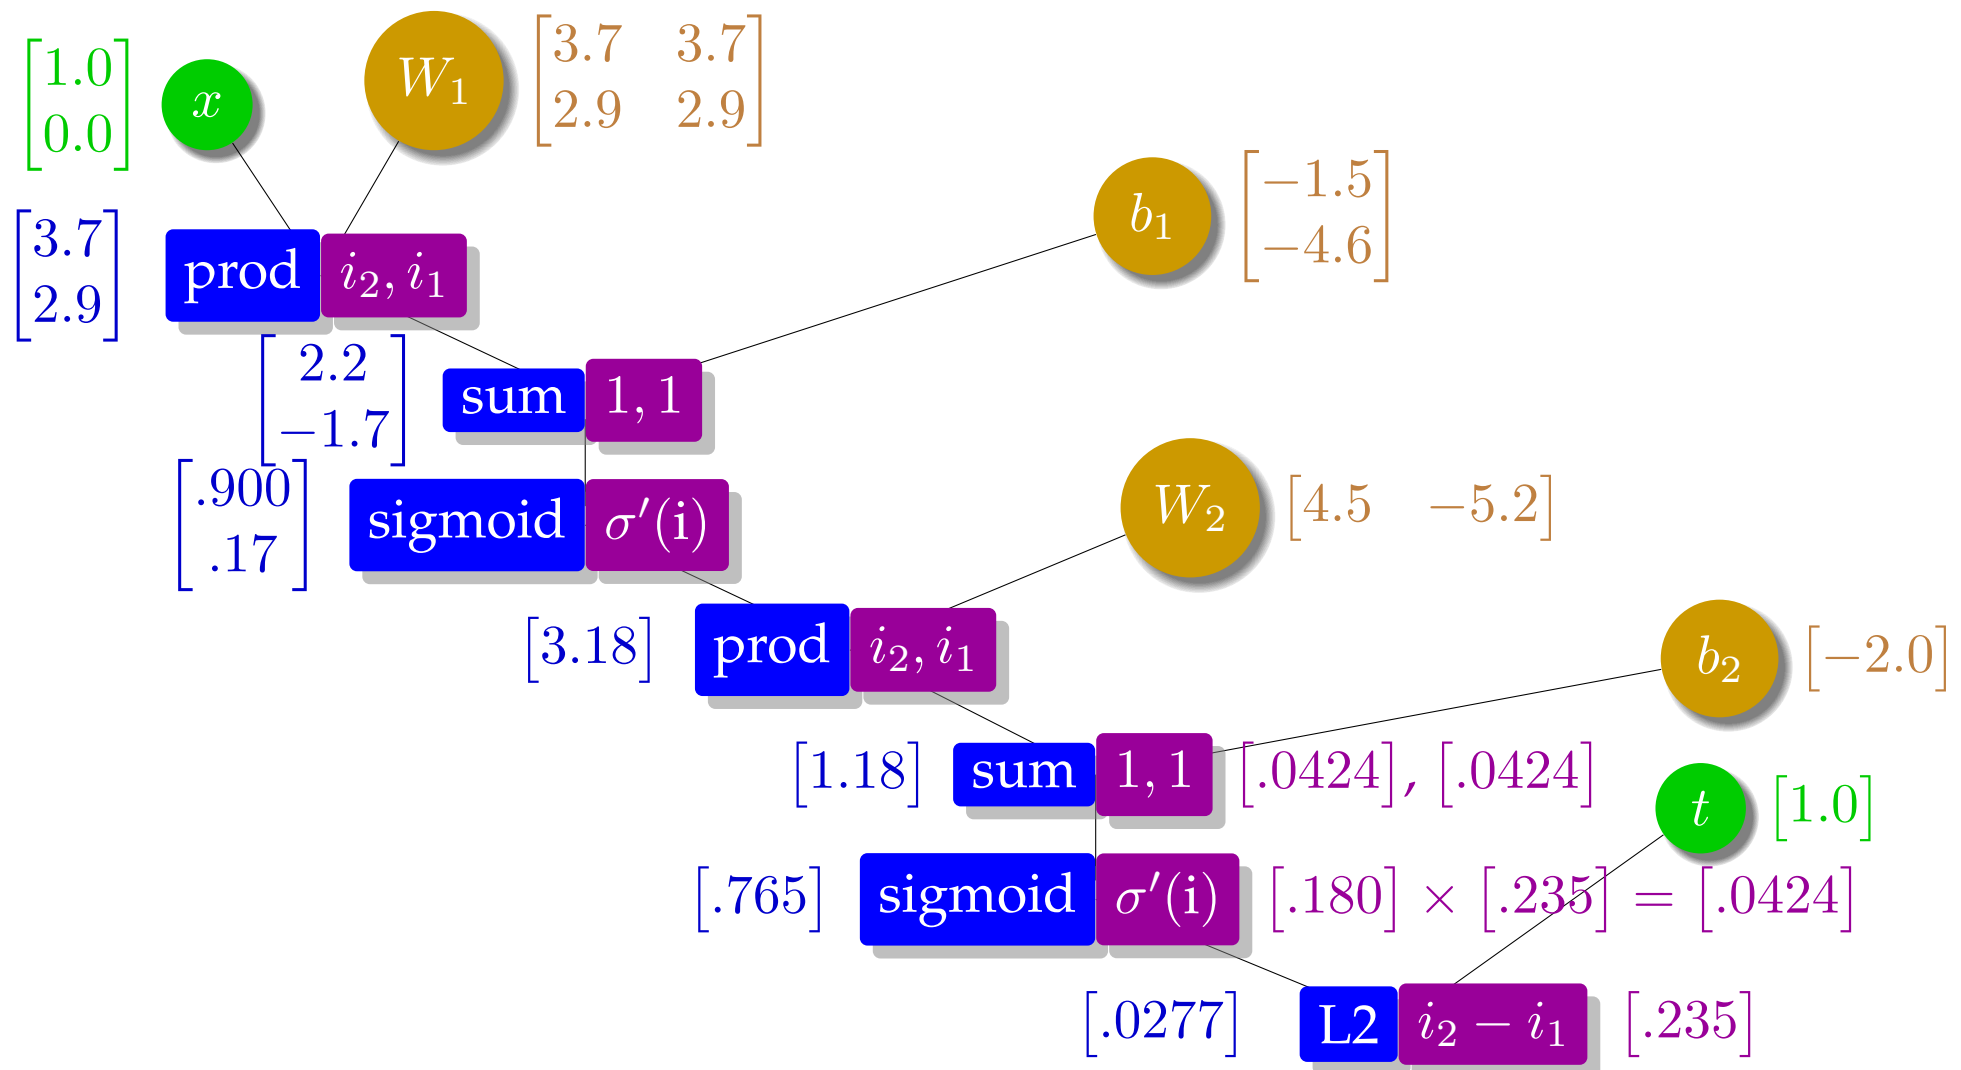 [1.0
0.0] x W₁ [3.7 3.7
2.9 2.9]
b₁ [−1.5
−4.6]
[3.7
2.9] prod i₂, i₁
[2.2
−1.7] sum 1, 1
W₂ [4.5 −5.2]
[.900
.17] sigmoid σ′(i)
[3.18] prod i₂, i₁
b₂ [−2.0]
[1.18] sum 1, 1 [.0424], [.0424]
t [1.0]
[.765] sigmoid σ′(i) [.180] × [.235] = [.0424]
[.0277] L2 i₂ − i₁ [.235]